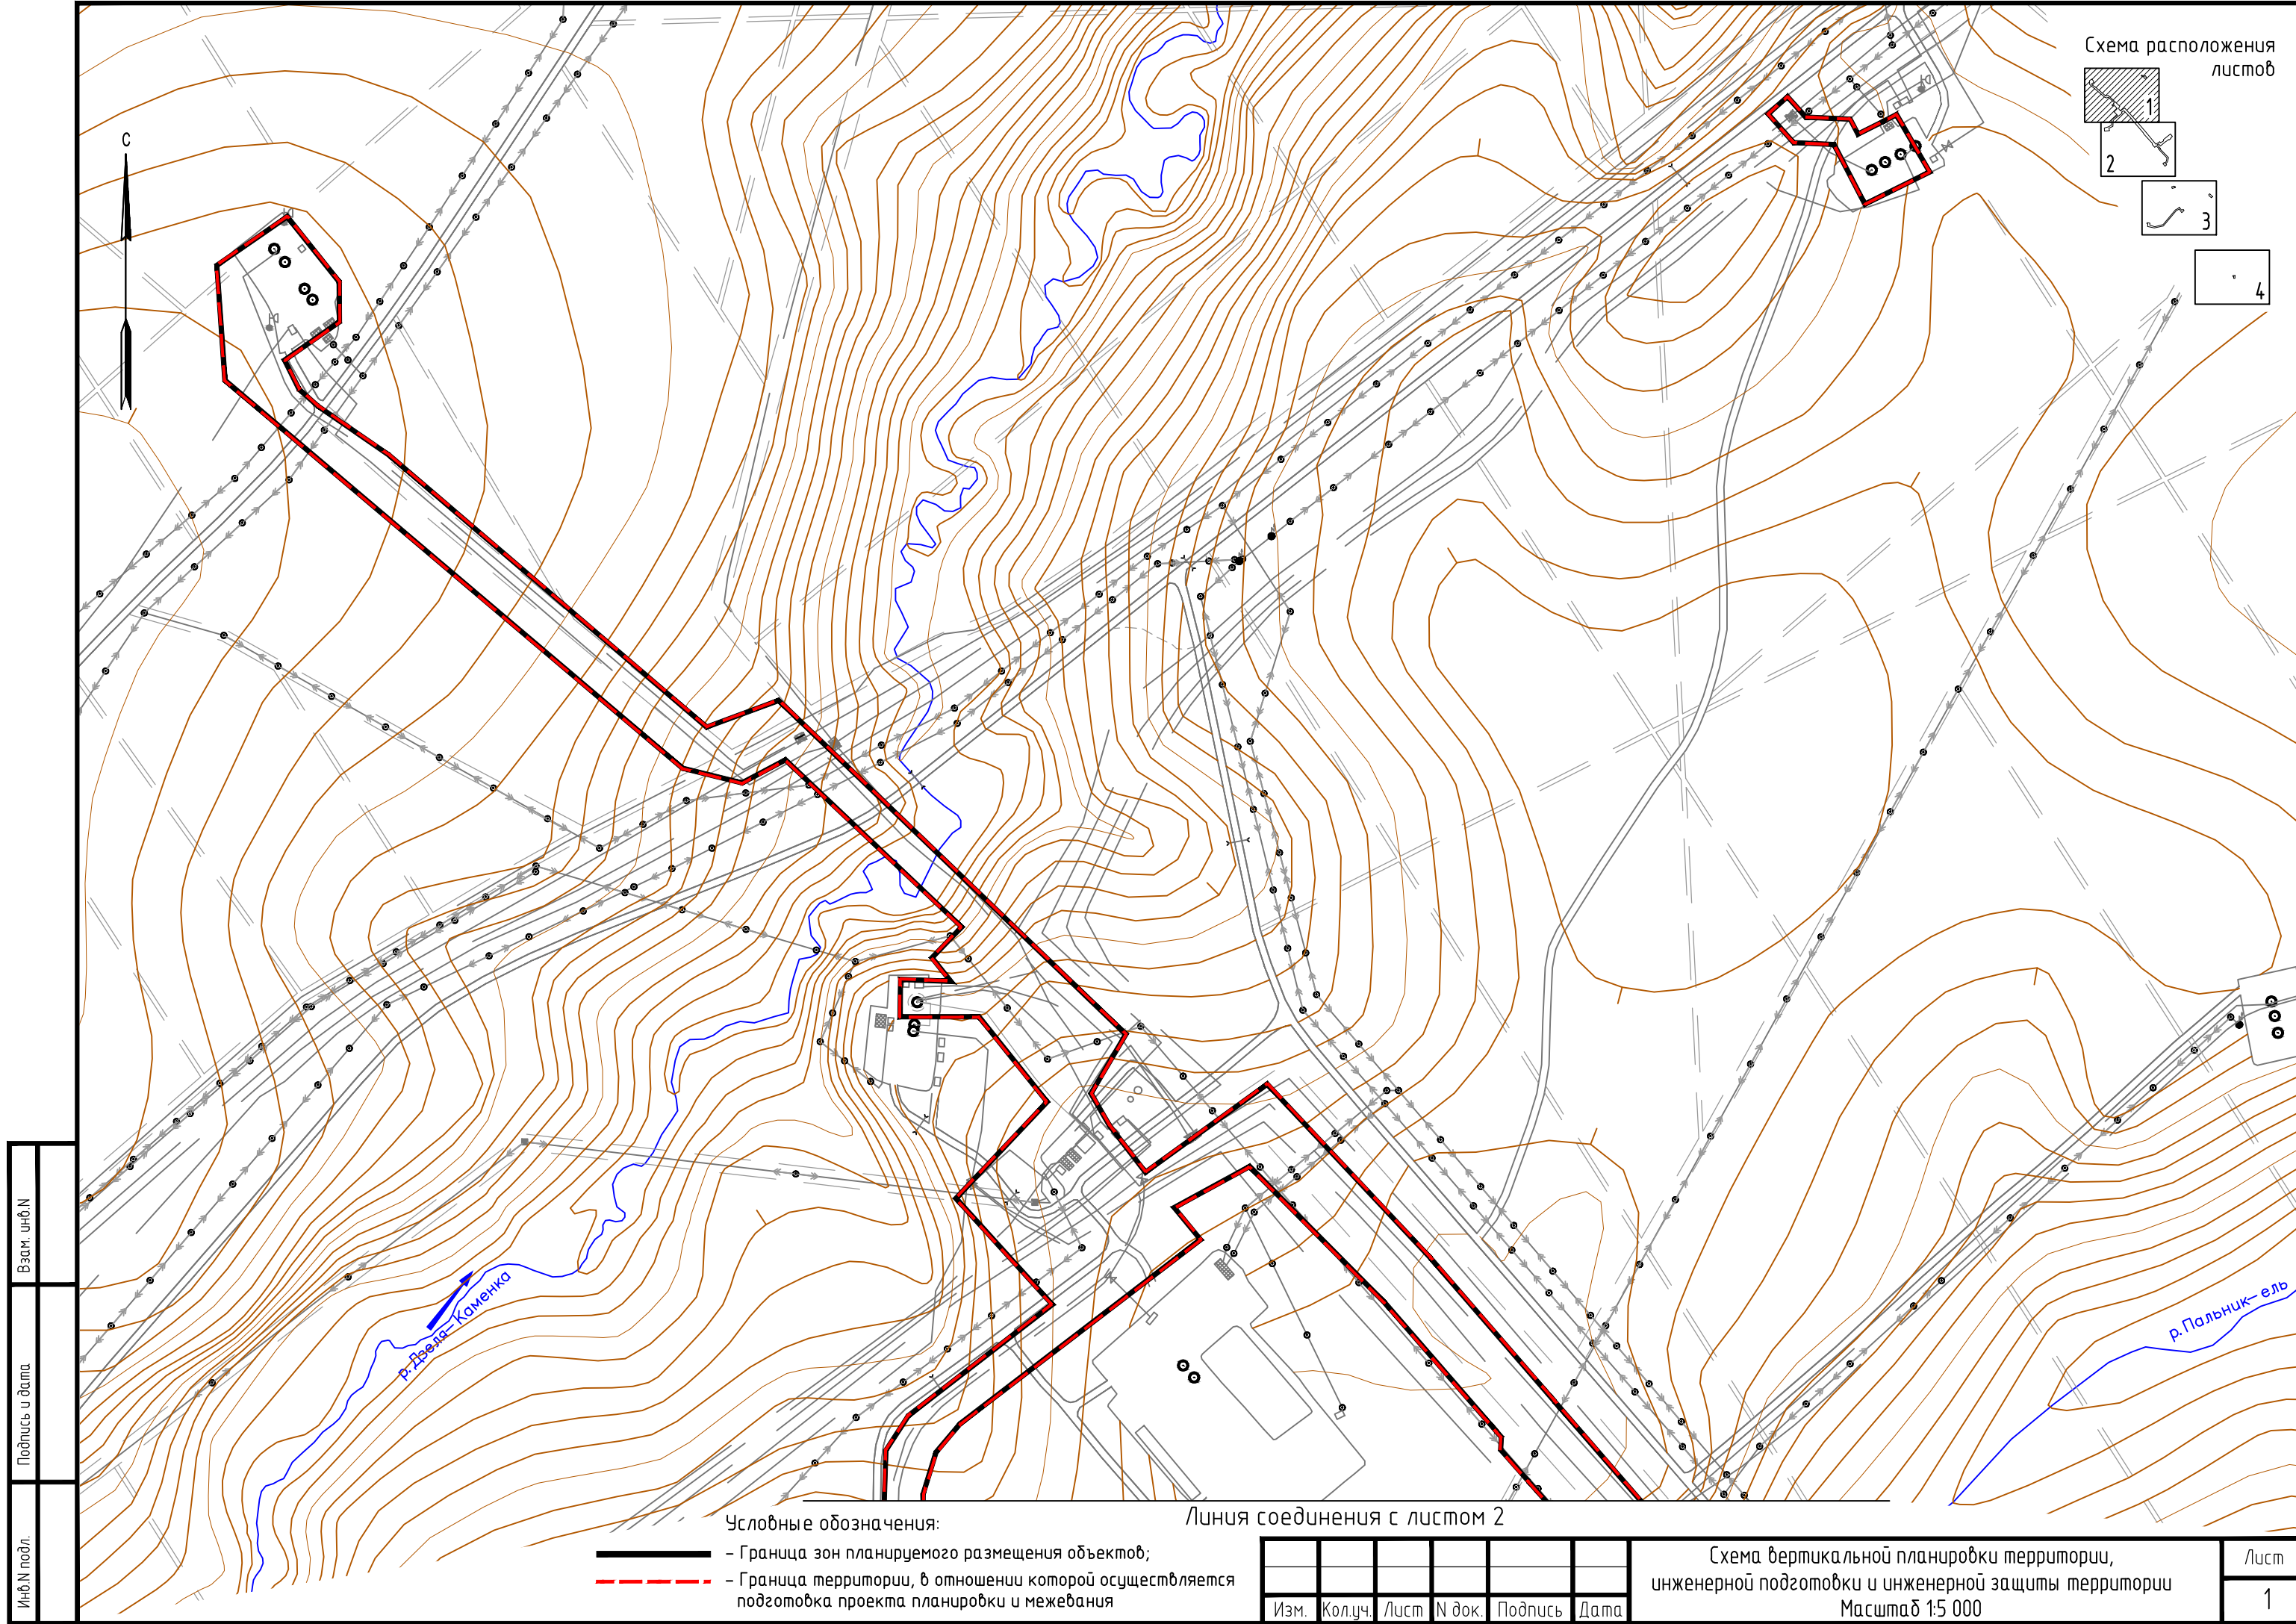 Схема расположения
листов
1
2
3
4
С
р.Дзеля-Каменка
р.Пальник-ель
Взам. инв.N
Подпись и дата
Инв.N подл.
Линия соединения с листом 2
Условные обозначения:
- Граница зон планируемого размещения объектов;
- Граница территории, в отношении которой осуществляется
подготовка проекта планировки и межевания
Изм. Кол.уч. Лист N док. Подпись Дата
Схема вертикальной планировки территории,
инженерной подготовки и инженерной защиты территории
Масштаб 1:5 000
Лист
1